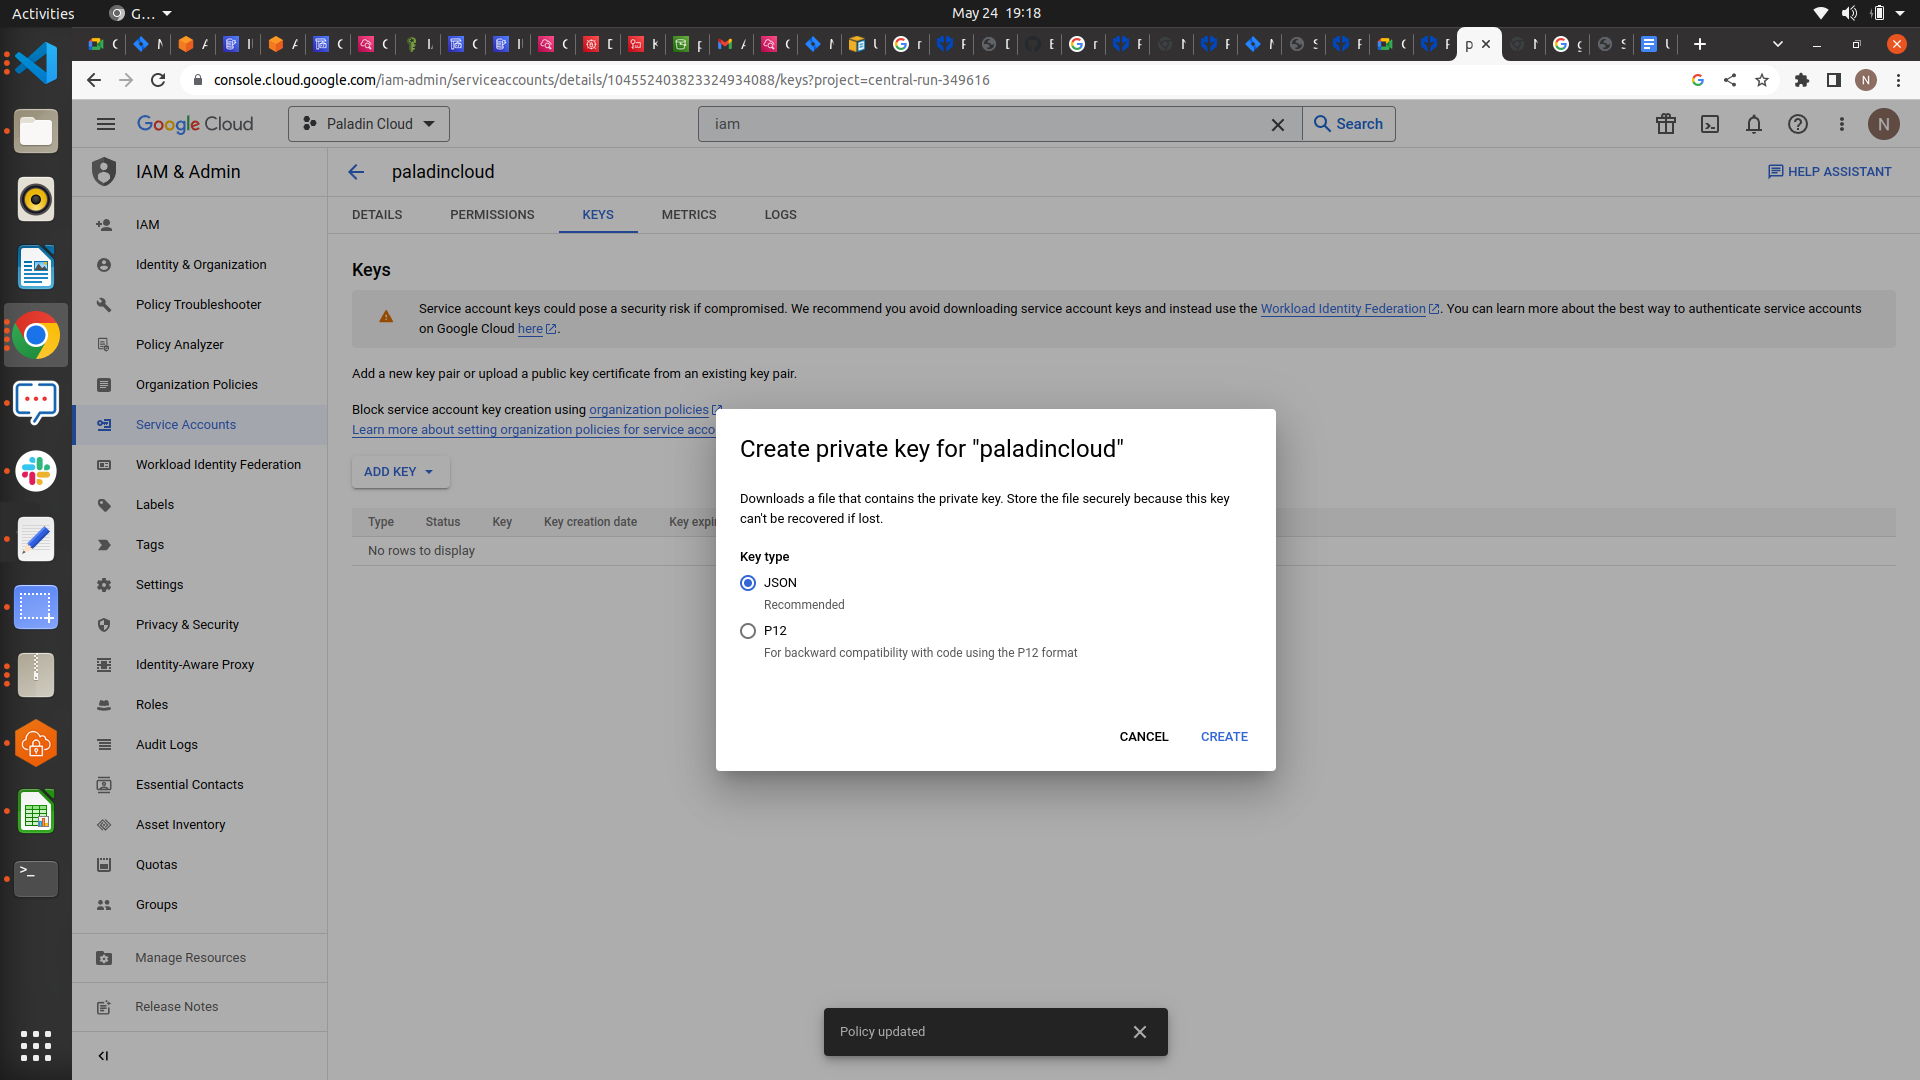 Activities
G…
May 24 19:18
console.cloud.google.com/iam-admin/serviceaccounts/details/104552403823324934088/keys?project=central-run-349616
N
Google Cloud
Paladin Cloud
iam
Search
N
IAM & Admin
paladincloud
HELP ASSISTANT
DETAILS
PERMISSIONS
KEYS
METRICS
LOGS
IAM
Identity & Organization
Policy Troubleshooter
Policy Analyzer
Organization Policies
Service Accounts
Workload Identity Federation
Labels
Tags
Settings
Privacy & Security
Identity-Aware Proxy
Roles
Audit Logs
Essential Contacts
Asset Inventory
Quotas
Groups
Manage Resources
Release Notes
Keys
Service account keys could pose a security risk if compromised. We recommend you avoid downloading service account keys and instead use the Workload Identity Federation. You can learn more about the best way to authenticate service accounts
on Google Cloud here.
Add a new key pair or upload a public key certificate from an existing key pair.
Block service account key creation using organization policies
Learn more about setting organization policies for service acco
ADD KEY
Type Status Key Key creation date Key expir
No rows to display
Create private key for "paladincloud"
Downloads a file that contains the private key. Store the file securely because this key
can't be recovered if lost.
Key type
JSON
Recommended
P12
For backward compatibility with code using the P12 format
CANCEL
CREATE
Policy updated